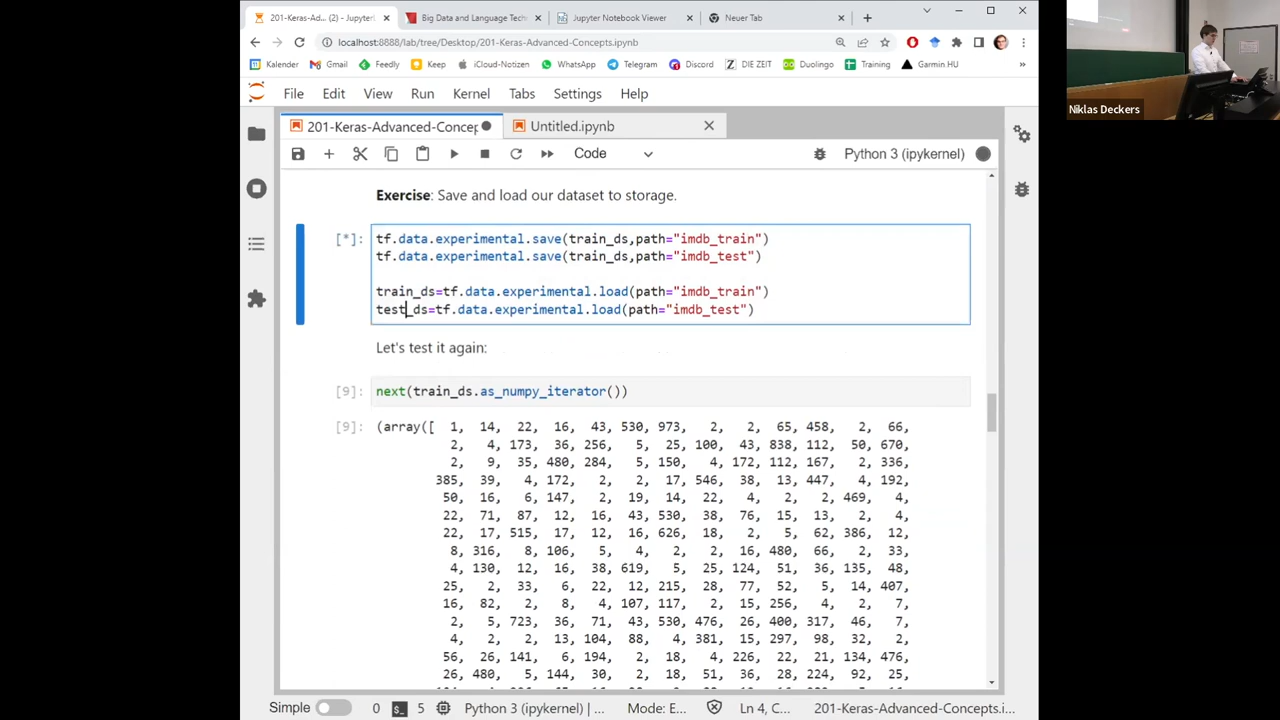 201-Keras-Ad... (2) - Jupyterl
Big Data and Language Tech
Jupyter Notebook Viewer
Neuer Tab
localhost:8888/lab/tree/Desktop/201-Keras-Advanced-Concepts.ipynb
Kalender Gmail Feedly Keep iCloud-Notizen WhatsApp Telegram Discord DIE ZEIT Duolingo Training Garmin HU »
Niklas Deckers
File Edit View Run Kernel Tabs Settings Help
201-Keras-Advanced-Concep
Untitled.ipynb
Code
Python 3 (ipykernel)
Exercise: Save and load our dataset to storage.
[*]:
tf.data.experimental.save(train_ds,path="imdb_train")
tf.data.experimental.save(train_ds,path="imdb_test")
train_ds=tf.data.experimental.load(path="imdb_train")
test_ds=tf.data.experimental.load(path="imdb_test")
Let's test it again:
[9]: next(train_ds.as_numpy_iterator())
[9]: (array([ 1, 14, 22, 16, 43, 530, 973, 2, 2, 65, 458, 2, 66,
2, 4, 173, 36, 256, 5, 25, 100, 43, 838, 112, 50, 670,
2, 9, 35, 480, 284, 5, 150, 4, 172, 112, 167, 2, 336,
385, 39, 4, 172, 2, 2, 17, 546, 38, 13, 447, 4, 192,
50, 16, 6, 147, 2, 19, 14, 22, 4, 2, 2, 469, 4,
22, 71, 87, 12, 16, 43, 530, 38, 76, 15, 13, 2, 4,
22, 17, 515, 17, 12, 16, 626, 18, 2, 5, 62, 386, 12,
8, 316, 8, 106, 5, 4, 2, 2, 16, 480, 66, 2, 33,
4, 130, 12, 16, 38, 619, 5, 25, 124, 51, 36, 135, 48,
25, 2, 33, 6, 22, 12, 215, 28, 77, 52, 5, 14, 407,
16, 82, 2, 8, 4, 107, 117, 2, 15, 256, 4, 2, 7,
2, 5, 723, 36, 71, 43, 530, 476, 26, 400, 317, 46, 7,
4, 2, 2, 13, 104, 88, 4, 381, 15, 297, 98, 32, 2,
56, 26, 141, 6, 194, 2, 18, 4, 226, 22, 21, 134, 476,
26, 480, 5, 144, 30, 2, 18, 51, 36, 28, 224, 92, 25,
Simple 0 5 Python 3 (ipykernel) | ... Mode: E... Ln 4, C... 201-Keras-Advanced-Concepts.i...